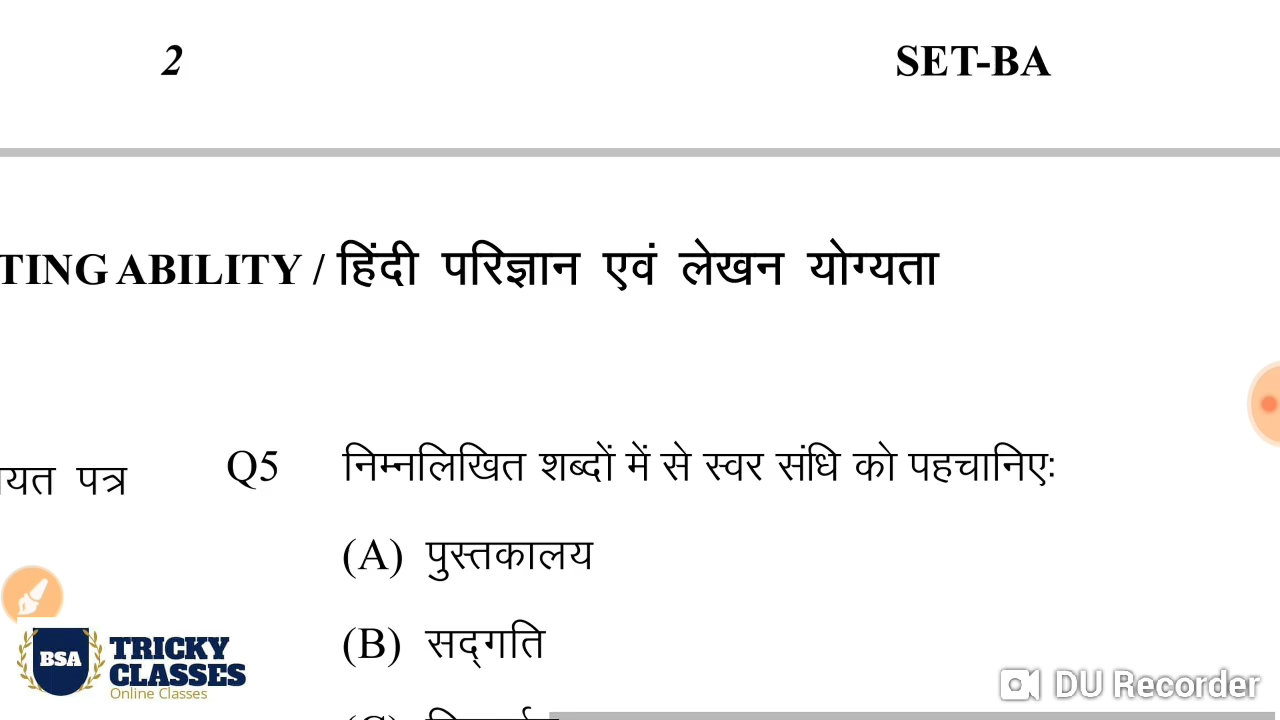 2 SET-BA
TING ABILITY / हिंदी परिज्ञान एवं लेखन योग्यता
यत पत्र
Q5 निम्नलिखित शब्दों में से स्वर संधि को पहचानिएः
(A) पुस्तकालय
(B) सद्गति
BSA TRICKY
CLASSES
Online Classes
DU Recorder